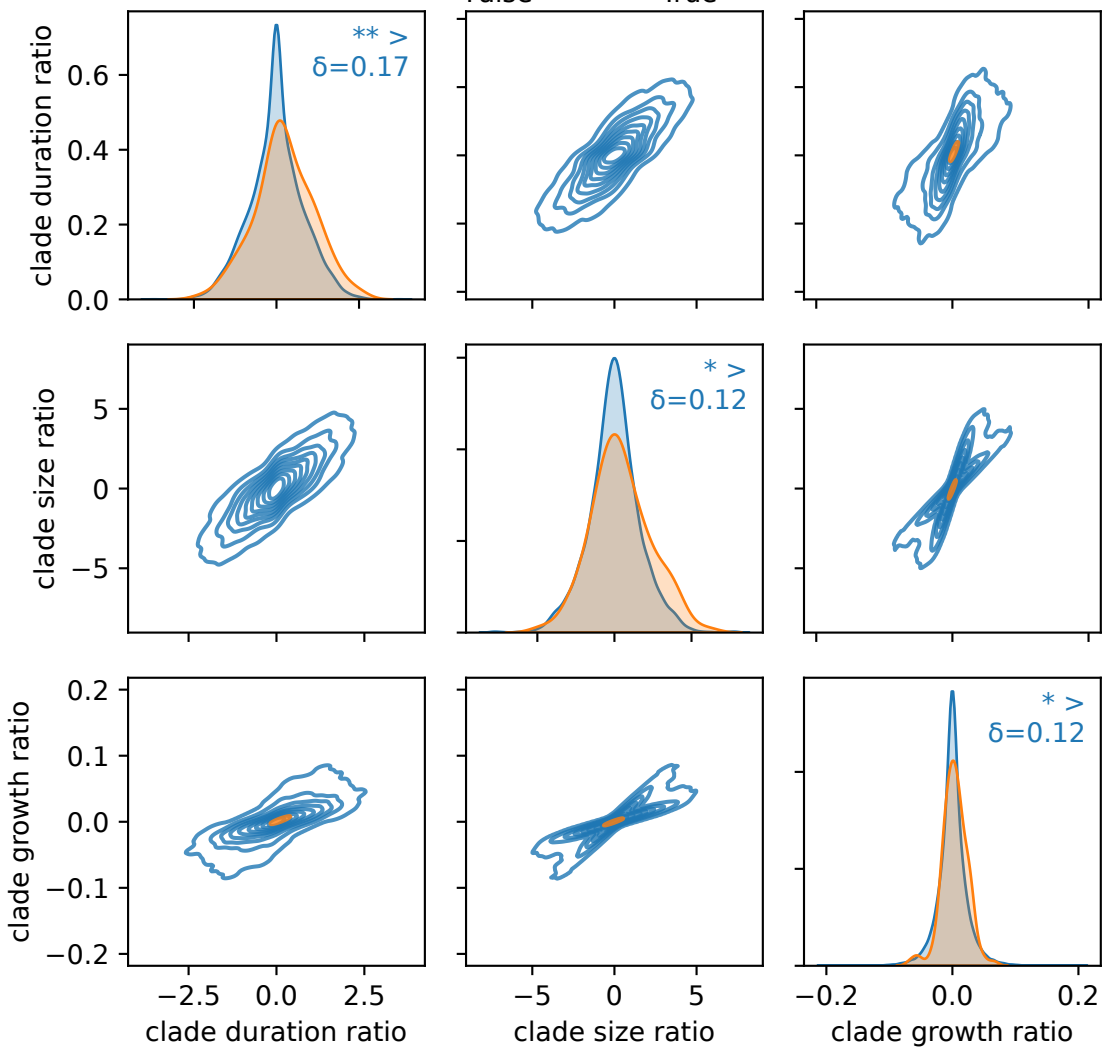 False True
clade duration ratio
0.6
0.4
0.2
0.0
** >
δ=0.17
clade size ratio
5
0
−5
* >
δ=0.12
clade growth ratio
0.2
0.1
0.0
−0.1
−0.2
* >
δ=0.12
−2.5 0.0 2.5
−5 0 5
−0.2 0.0 0.2
clade duration ratio
clade size ratio
clade growth ratio